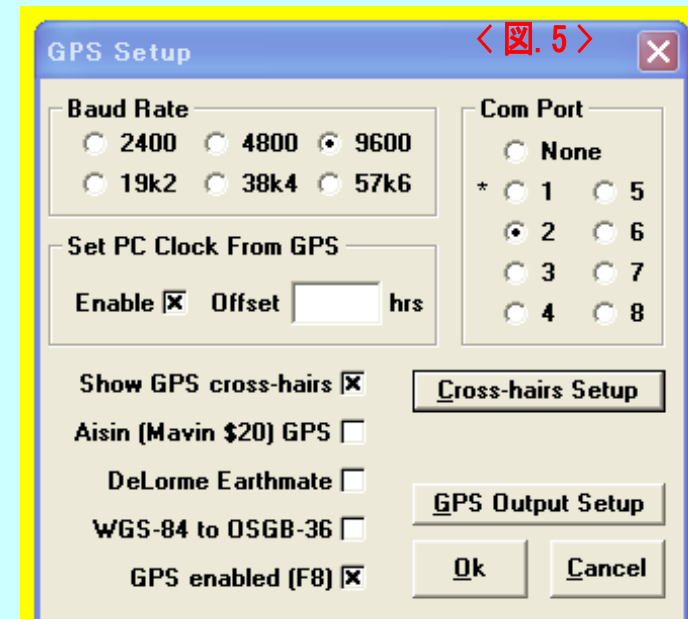 GPS Setup
<図.5>
Baud Rate
2400 4800 9600
19k2 38k4 57k6
Com Port
None
* 1 5
2 6
3 7
4 8
Set PC Clock From GPS
Enable Offset hrs
Show GPS cross-hairs
Cross-hairs Setup
Aisin (Mavin $20) GPS
DeLorme Earthmate
WGS-84 to OSGB-36
GPS enabled (F8)
GPS Output Setup
Ok Cancel